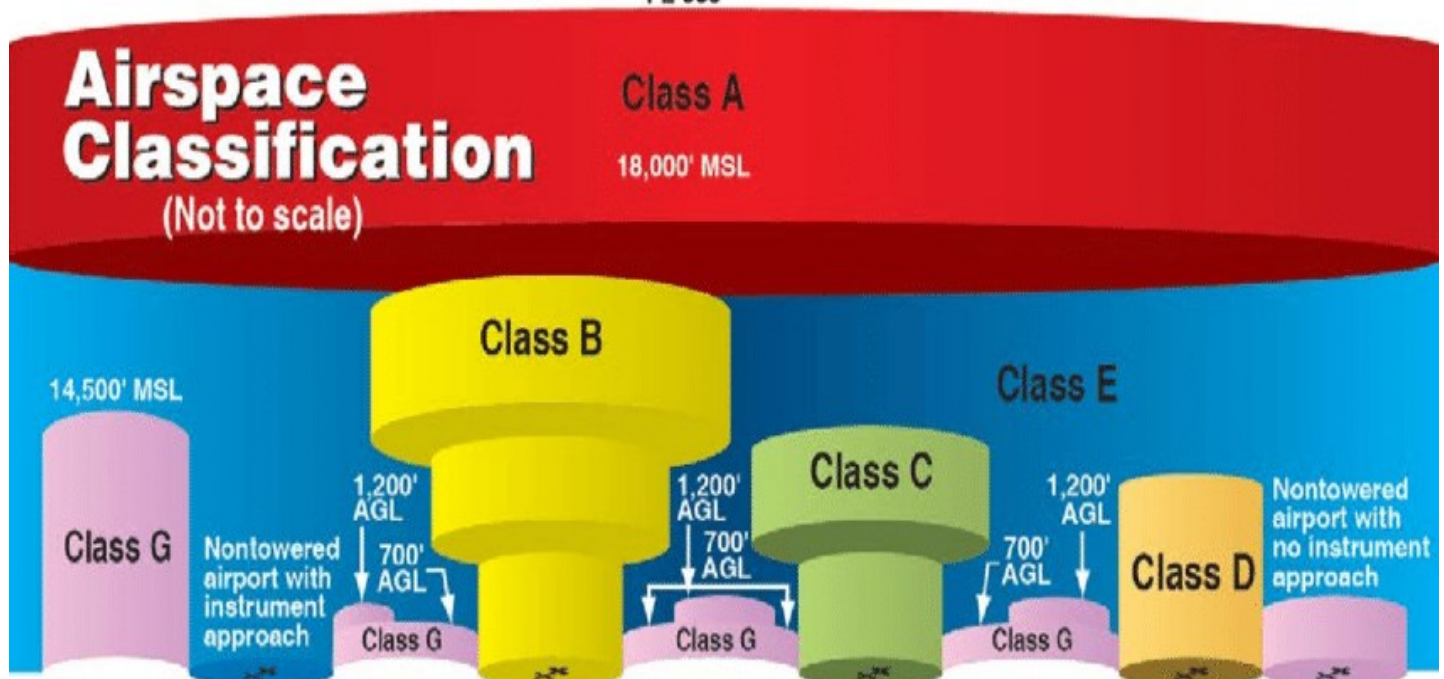 Airspace
Classification
(Not to scale)
Class A
18,000' MSL
Class B
Class E
14,500' MSL
Class G
Nontowered
airport with
instrument
approach
1,200'
AGL
700'
AGL
Class G
1,200'
AGL
700'
AGL
Class G
Class C
1,200'
AGL
700'
AGL
Class G
Class D
Nontowered
airport with
no instrument
approach